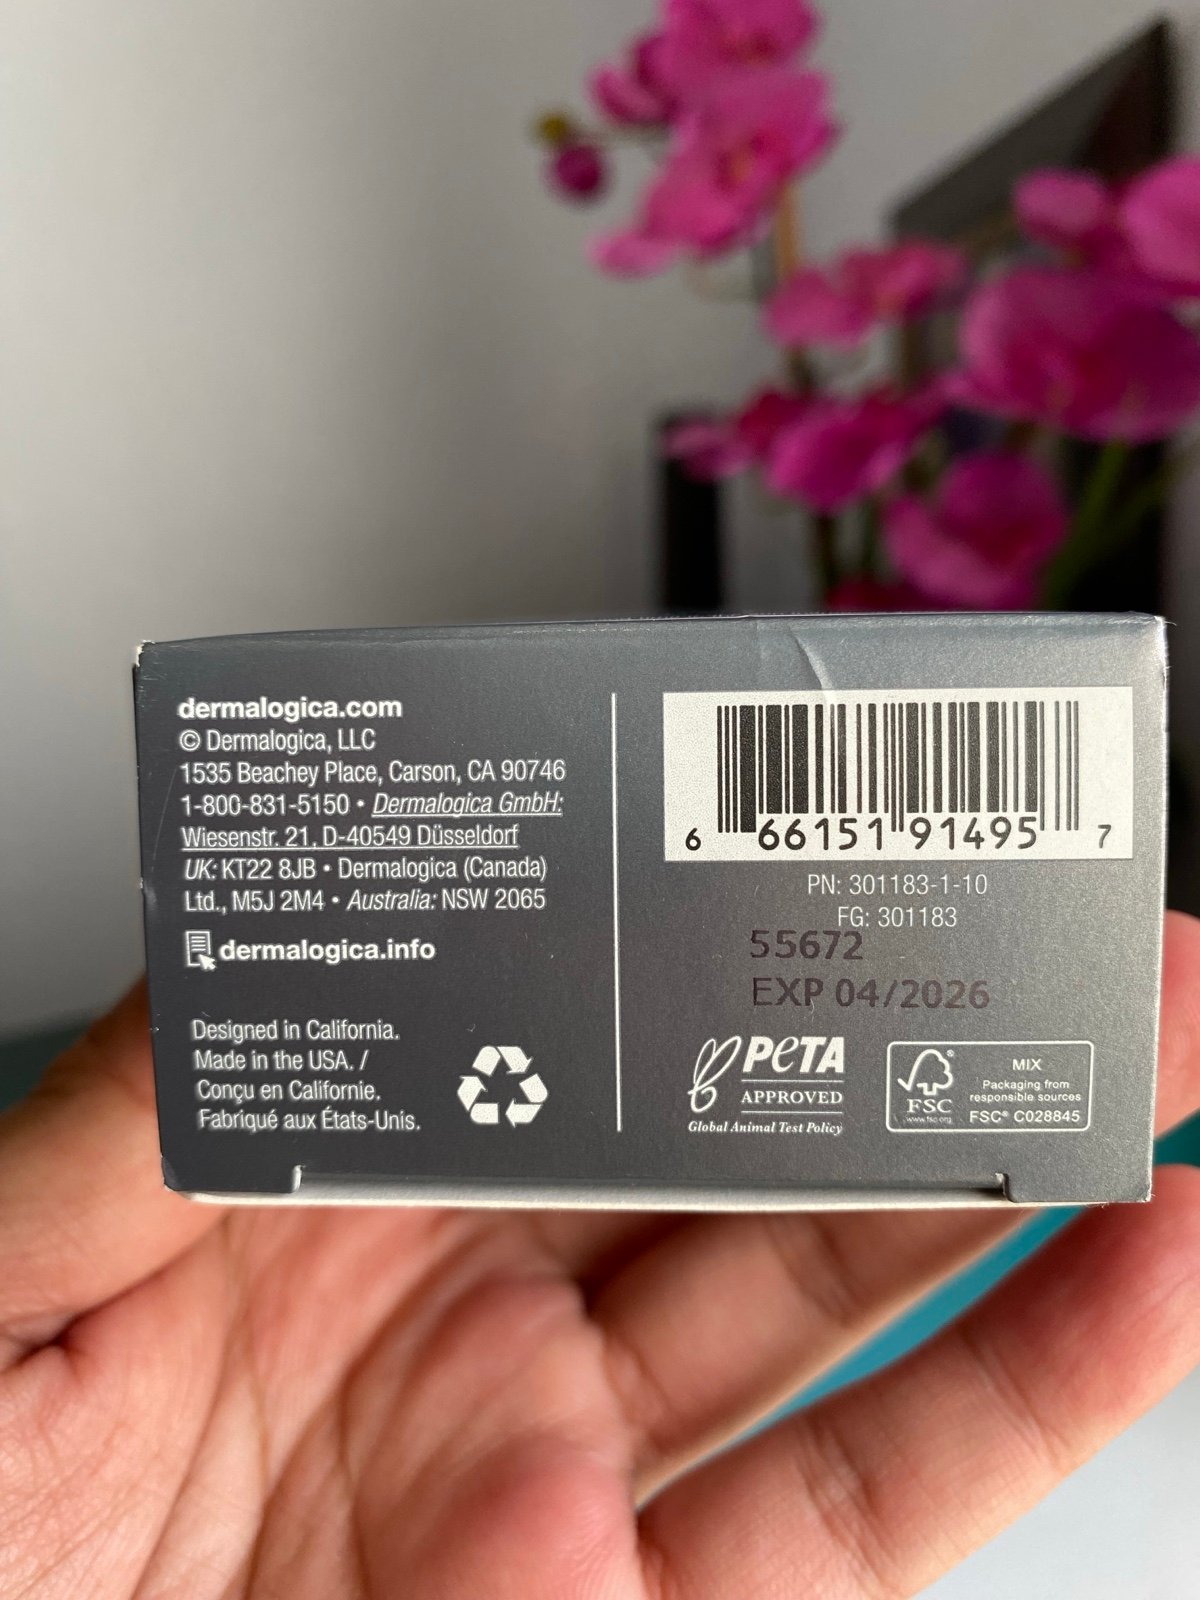 dermalogica.com
© Dermalogica, LLC
1535 Beachey Place, Carson, CA 90746
1-800-831-5150 • Dermalogica GmbH:
Wiesenstr. 21, D-40549 Düsseldorf
UK: KT22 8JB • Dermalogica (Canada)
Ltd., M5J 2M4 • Australia: NSW 2065
dermalogica.info
Designed in California.
Made in the USA. /
Conçu en Californie.
Fabriqué aux États-Unis.
6 66151 91495 7
PN: 301183-1-10
FG: 301183
55672
EXP 04/2026
PETA
APPROVED
Global Animal Test Policy
FSC
www.fsc.org
MIX
Packaging from
responsible sources
FSC® C028845